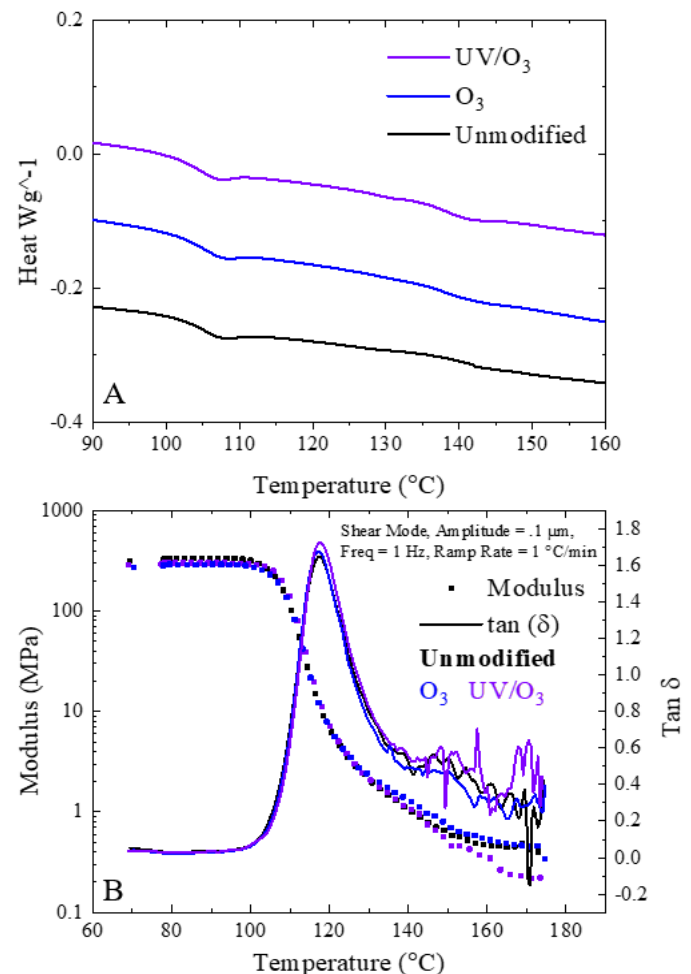 0.2
UV/O3
O3
Unmodified
0.0
Heat Wg^-1
-0.2
-0.4
A
90 100 110 120 130 140 150 160
Temperature (°C)
1000
Shear Mode, Amplitude = .1 μm,
Freq = 1 Hz, Ramp Rate = 1 °C/min
Modulus
tan (δ)
Unmodified
O3 UV/O3
100
10
1
0.1
Modulus (MPa)
1.8
1.6
1.4
1.2
1.0
0.8
0.6
0.4
0.2
0.0
-0.2
Tan δ
B
60 80 100 120 140 160 180
Temperature (°C)